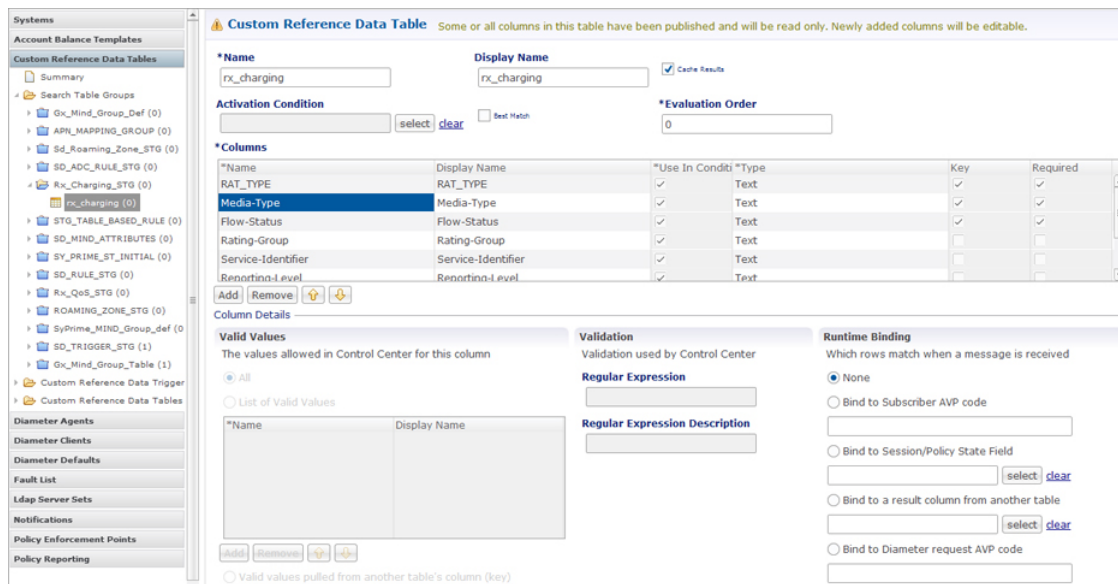 Systems
Account Balance Templates
Custom Reference Data Tables
Summary
Search Table Groups
Gx_Mind_Group_Def (0)
APN_MAPPING_GROUP (0)
Sd_Roaming_Zone_STG (0)
SD_ADC_RULE_STG (0)
Rx_Charging_STG (0)
rx_charging (0)
STG_TABLE_BASED_RULE (0)
SD_MIND_ATTRIBUTES (0)
SY_PRIME_ST_INITIAL (0)
SD_RULE_STG (0)
Rx_QoS_STG (0)
ROAMING_ZONE_STG (0)
SyPrime_MIND_Group_def (0
SD_TRIGGER_STG (1)
Gx_Mind_Group_Table (1)
Custom Reference Data Trigger
Custom Reference Data Tables
Diameter Agents
Diameter Clients
Diameter Defaults
Fault List
Ldap Server Sets
Notifications
Policy Enforcement Points
Policy Reporting
Custom Reference Data Table Some or all columns in this table have been published and will be read only. Newly added columns will be editable.
*Name Display Name
rx_charging rx_charging Cache Results
Activation Condition *Evaluation Order
select clear Best Match 0
*Columns
*Name Display Name *Use In Conditi *Type Key Required
RAT_TYPE RAT_TYPE Text
Media-Type Media-Type Text
Flow-Status Flow-Status Text
Rating-Group Rating-Group Text
Service-Identifier Service-Identifier Text
Reporting-Level Reporting-Level Text
Add Remove
Column Details
Valid Values
The values allowed in Control Center for this column
All
List of Valid Values
*Name Display Name
Add Remove
Valid values pulled from another table's column (key)
Validation
Validation used by Control Center
Regular Expression
Regular Expression Description
Runtime Binding
Which rows match when a message is received
None
Bind to Subscriber AVP code
Bind to Session/Policy State Field
select clear
Bind to a result column from another table
select clear
Bind to Diameter request AVP code